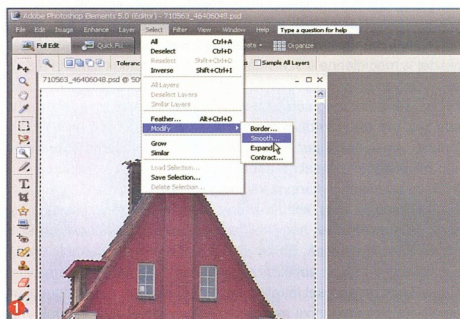 Adobe Photoshop Elements 5.0 (Editor) - 710563_46406048.psd
File Edit Image Enhance Layer Select Filter View Window Help Type a question for help
Full Edit Quick Fix Organize
Toleranc Sample All Layers
710563_46406048.psd @ 50
All Ctrl+A
Deselect Ctrl+D
Reselect Shift+Ctrl+D
Inverse Shift+Ctrl+I
All Layers
Deselect Layers
Similar Layers
Feather... Alt+Ctrl+D
Modify
Border...
Smooth...
Expand...
Contract...
Grow
Similar
Load Selection...
Save Selection...
Delete Selection...
1